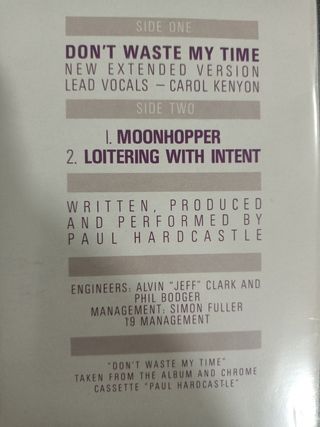 SIDE ONE
DON'T WASTE MY TIME
NEW EXTENDED VERSION
LEAD VOCALS – CAROL KENYON
SIDE TWO
1. MOONHOPPER
2. LOITERING WITH INTENT
WRITTEN, PRODUCED
AND PERFORMED BY
PAUL HARDCASTLE
ENGINEERS: ALVIN "JEFF" CLARK AND
PHIL BODGER
MANAGEMENT: SIMON FULLER
19 MANAGEMENT
"DON'T WASTE MY TIME"
TAKEN FROM THE ALBUM AND CHROME
CASSETTE "PAUL HARDCASTLE"